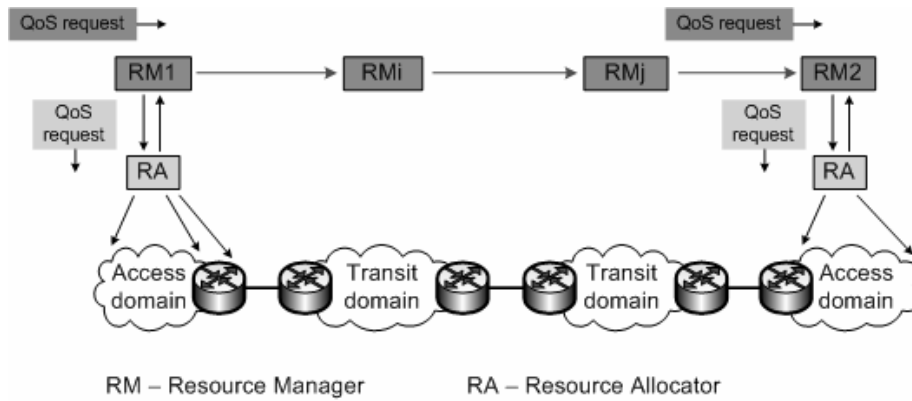 QoS request
QoS request
RM1
RMi
RMj
RM2
QoS
request
QoS
request
RA
RA
Access
domain
Transit
domain
Transit
domain
Access
domain
RM – Resource Manager
RA – Resource Allocator